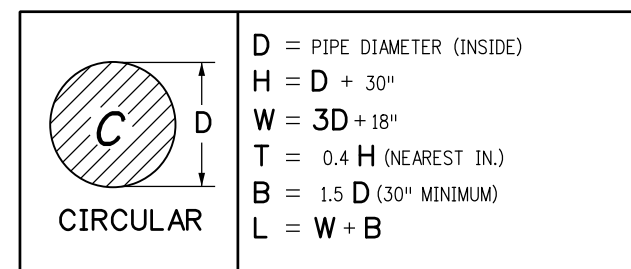 C
D
CIRCULAR
D = PIPE DIAMETER (INSIDE)
H = D + 30"
W = 3D + 18"
T = 0.4 H (NEAREST IN.)
B = 1.5 D (30" MINIMUM)
L = W + B